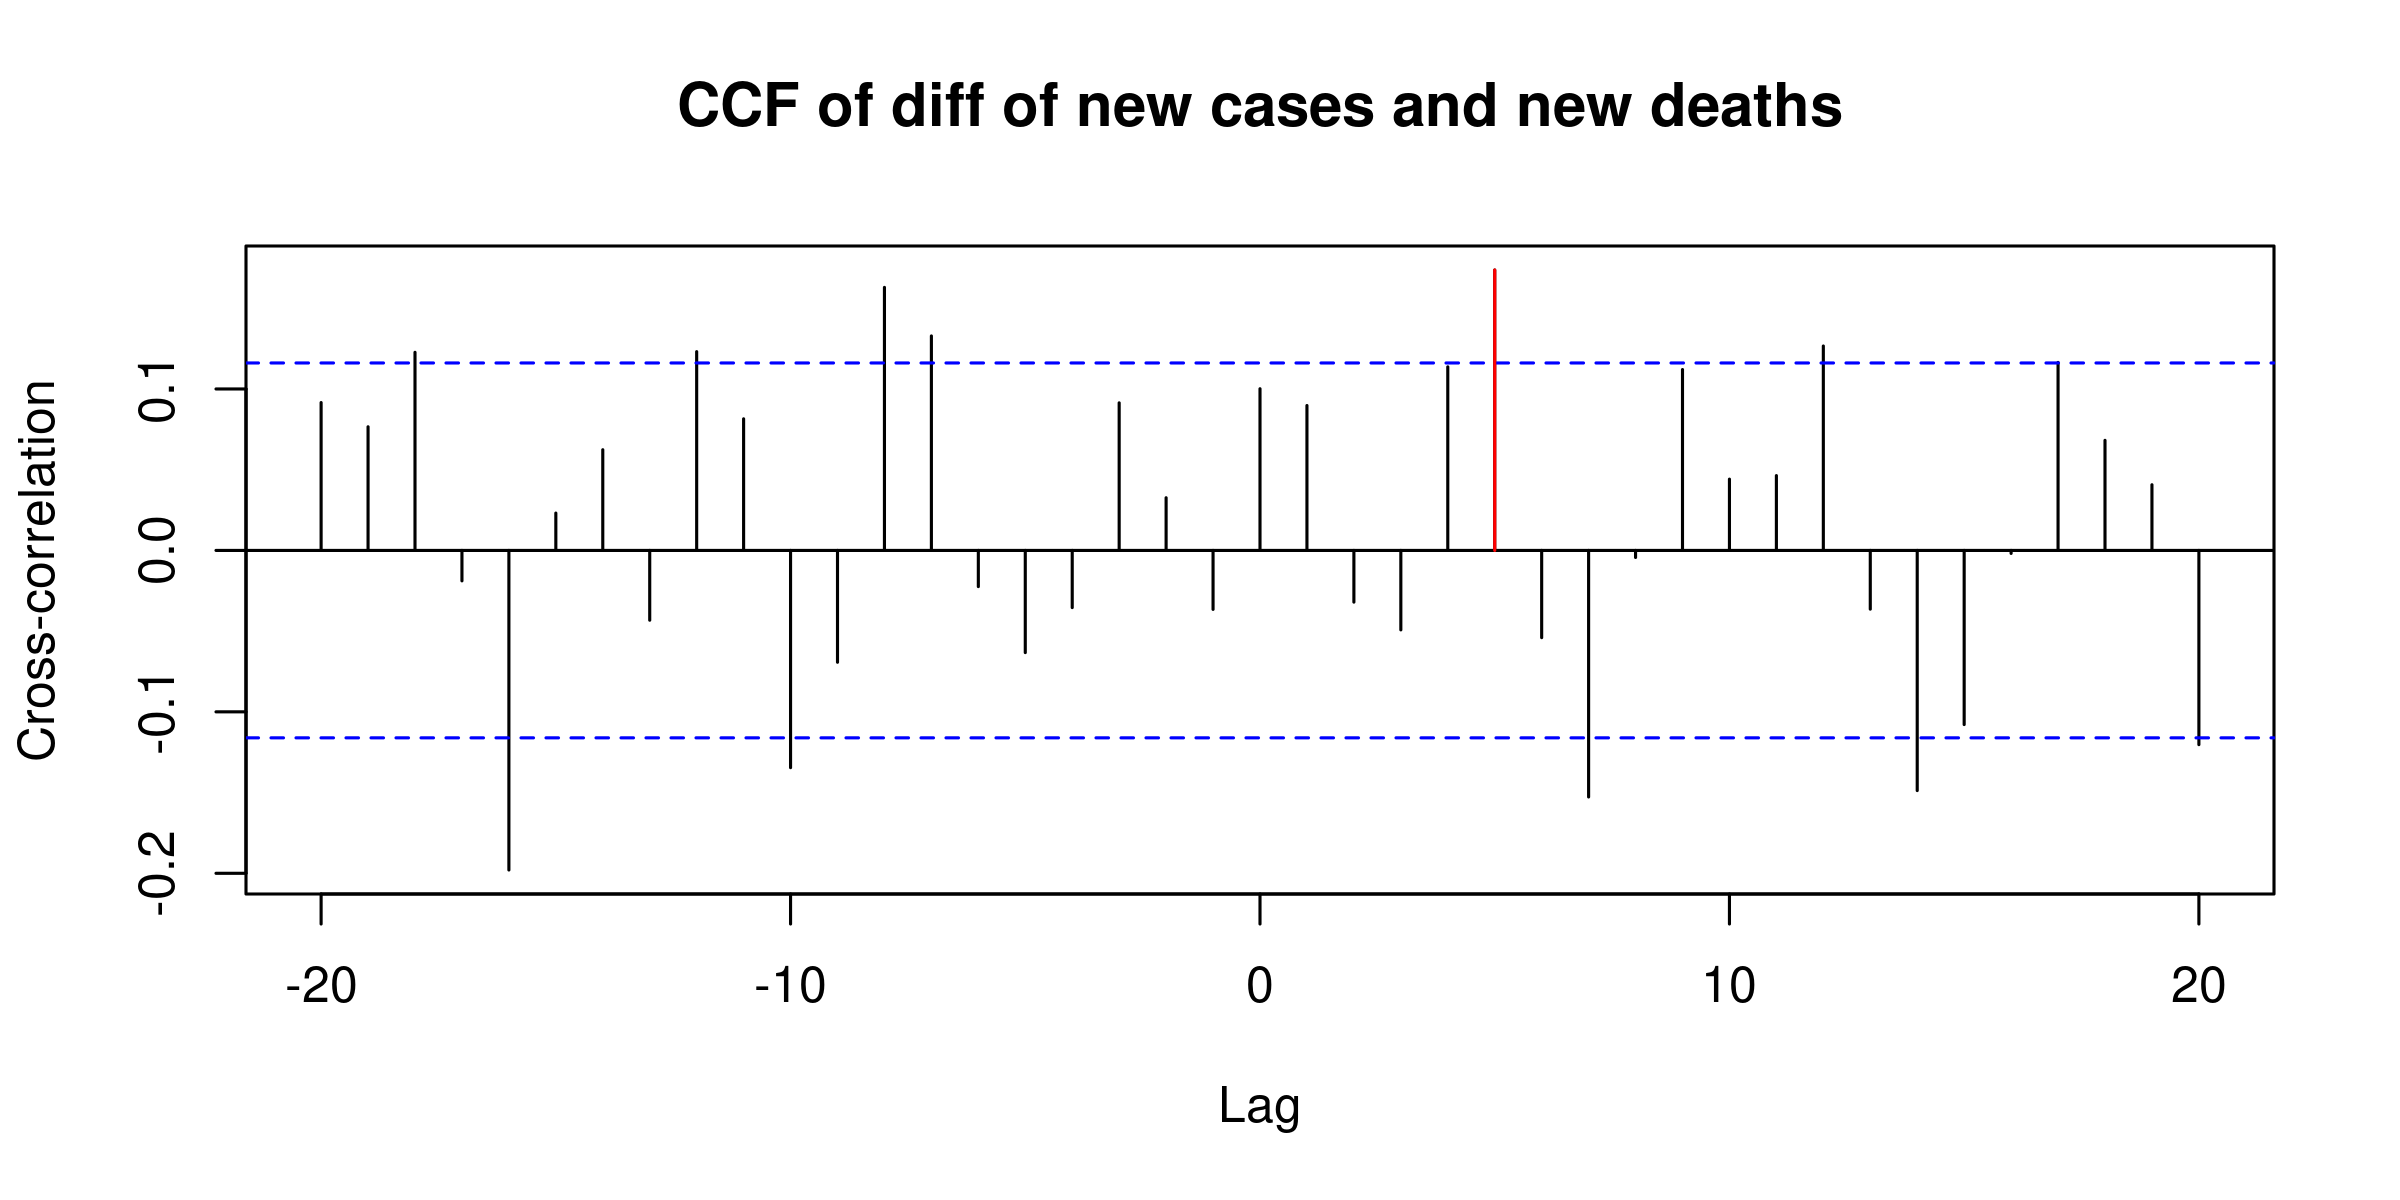 CCF of diff of new cases and new deaths
Cross-correlation
0.1
0.0
-0.1
-0.2
-20 -10 0 10 20
Lag